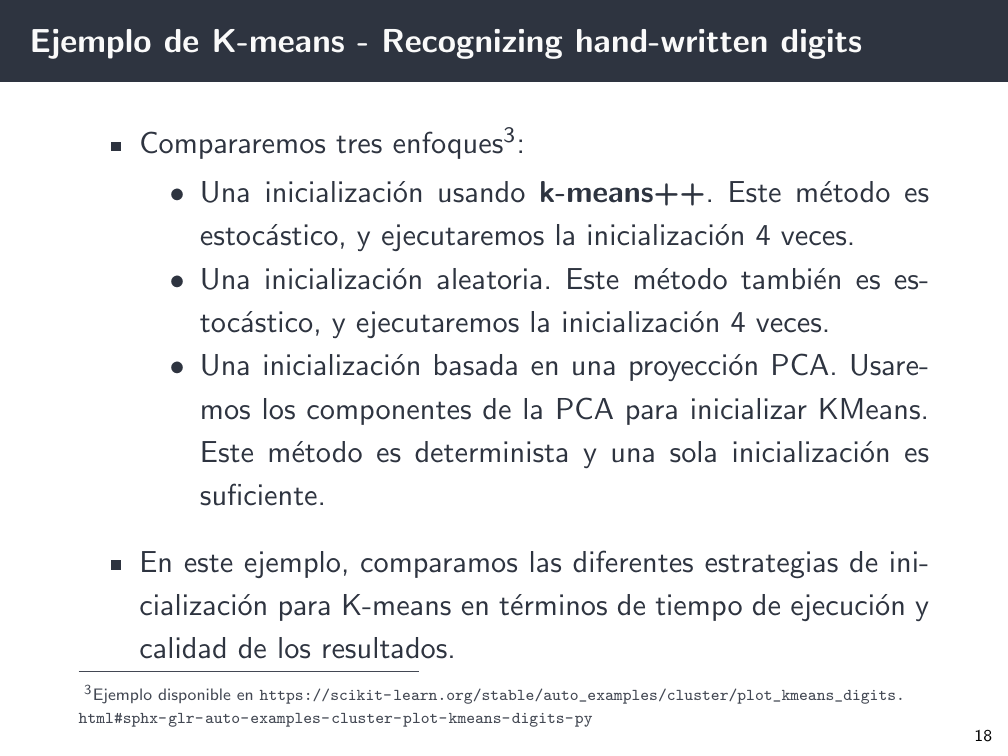 Ejemplo de K-means - Recognizing hand-written digits
Compararemos tres enfoques3:
Una inicialización usando k-means++. Este método es
estocástico, y ejecutaremos la inicialización 4 veces.
Una inicialización aleatoria. Este método también es es-
tocástico, y ejecutaremos la inicialización 4 veces.
Una inicialización basada en una proyección PCA. Usare-
mos los componentes de la PCA para inicializar KMeans.
Este método es determinista y una sola inicialización es
suficiente.
En este ejemplo, comparamos las diferentes estrategias de ini-
cialización para K-means en términos de tiempo de ejecución y
calidad de los resultados.
3Ejemplo disponible en https://scikit-learn.org/stable/auto_examples/cluster/plot_kmeans_digits.
html#sphx-glr-auto-examples-cluster-plot-kmeans-digits-py
18